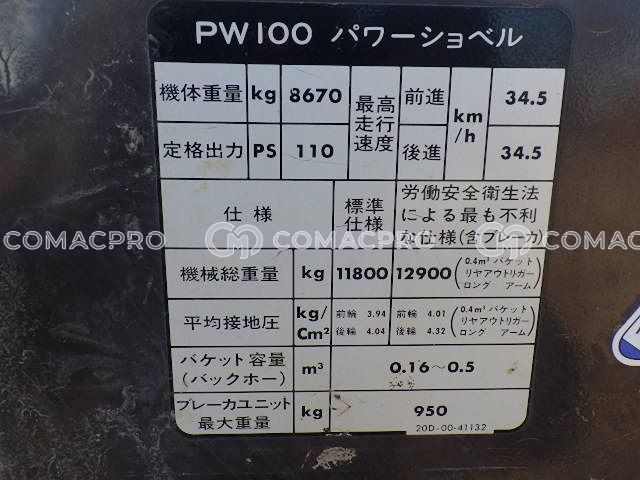 PW100 パワーショベル
機体重量 kg 8670 最高走行速度 前進 km/h 34.5
定格出力 PS 110 後進 34.5
仕様 標準仕様 労働安全衛生法
による最も不利
な仕様(含ブレーカ)
COMACPRO COMACPRO COMACPRO
機械総重量 kg 11800 12900 (0.4m³ バケット
リヤアウトリガー
ロング アーム)
平均接地圧 kg/Cm² 前輪 3.94 前輪 4.01 (0.4m³ バケット
リヤアウトリガー
後輪 4.04 後輪 4.32 ロング アーム)
バケット容量
(バックホー) m³ 0.16~0.5
ブレーカユニット
最大重量 kg 950
20D-00-41132